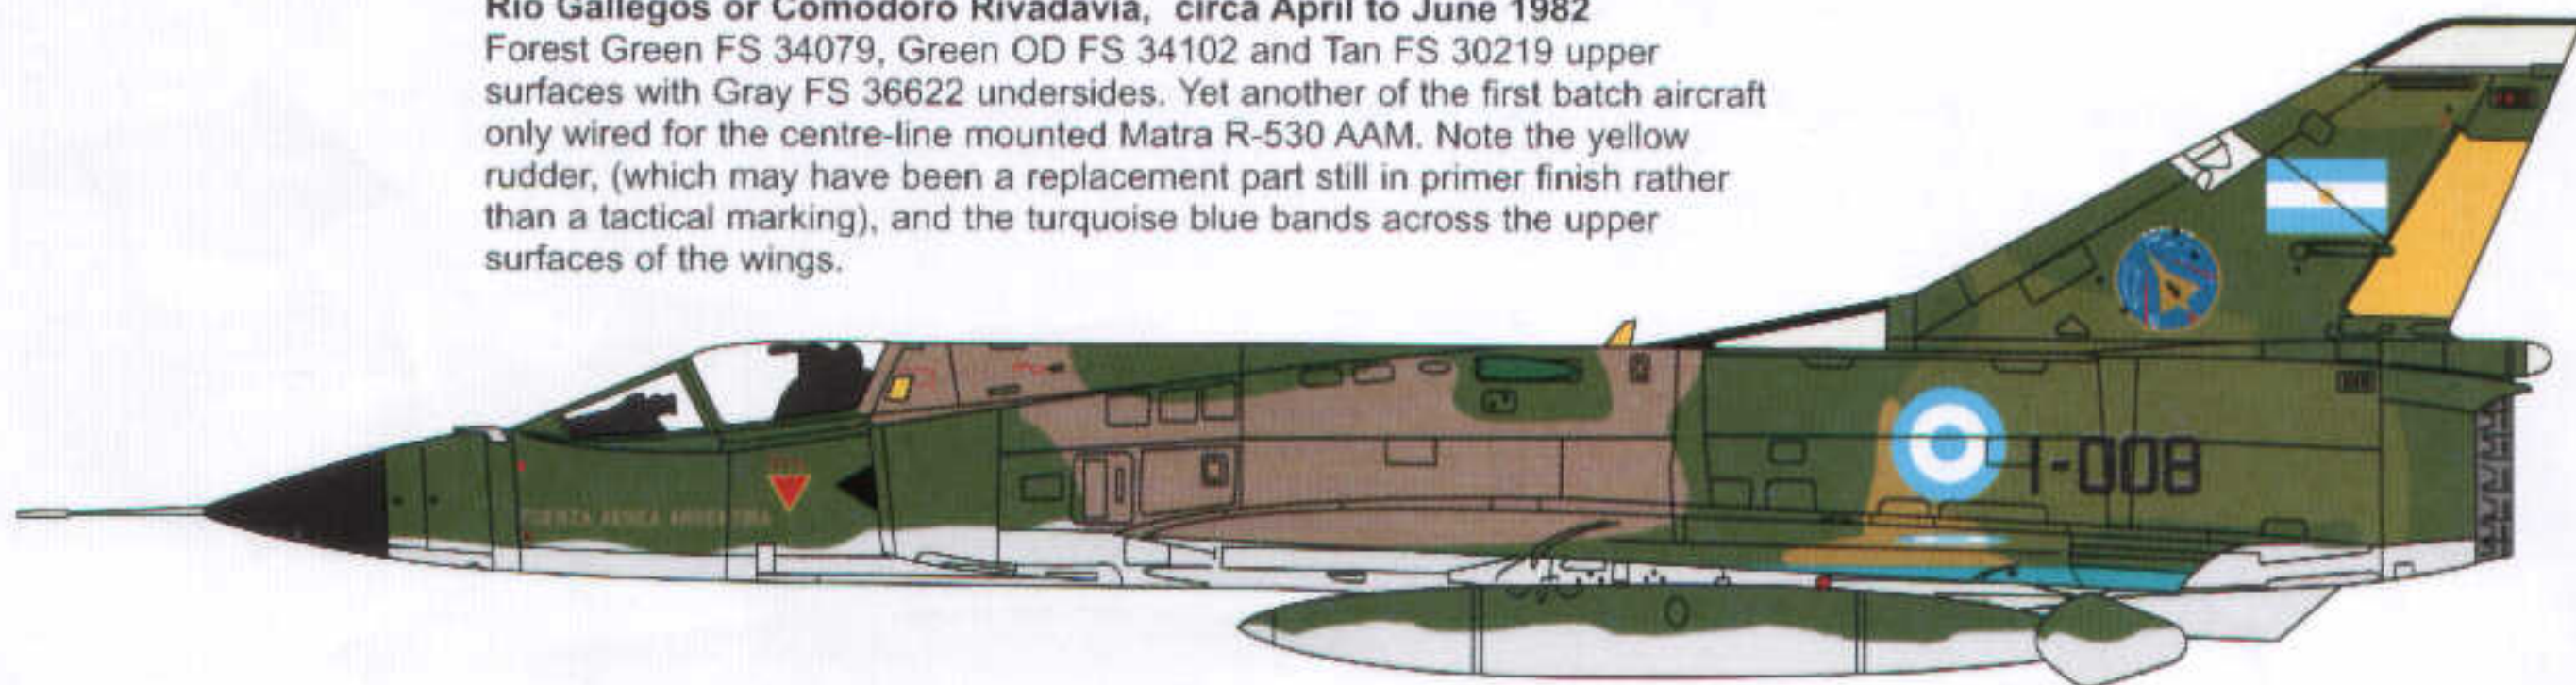 Rio Gallegos or Comodoro Rivadavia, circa April to June 1982
Forest Green FS 34079, Green OD FS 34102 and Tan FS 30219 upper
surfaces with Gray FS 36622 undersides. Yet another of the first batch aircraft
only wired for the centre-line mounted Matra R-530 AAM. Note the yellow
rudder, (which may have been a replacement part still in primer finish rather
than a tactical marking), and the turquoise blue bands across the upper
surfaces of the wings.
I-008
FUERZA AEREA ARGENTINA